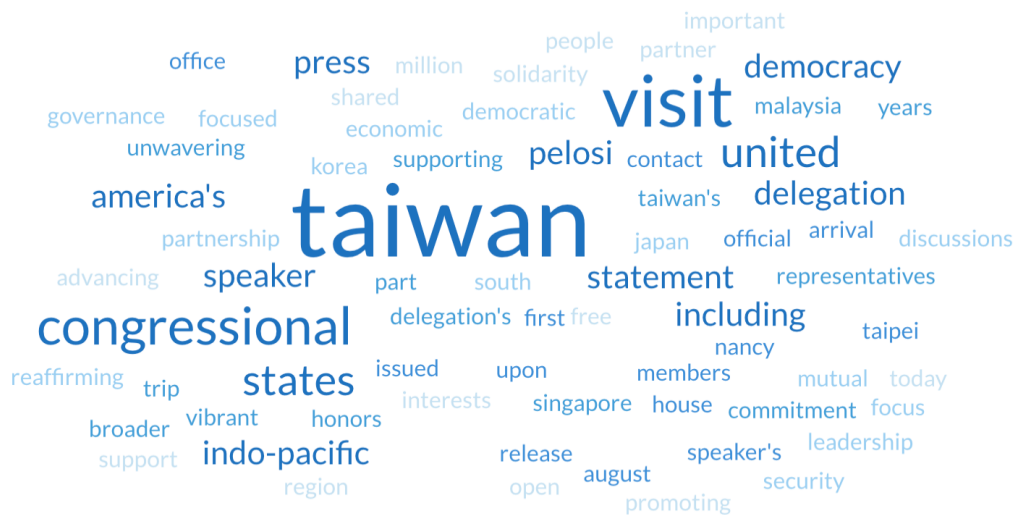 important
people partner
office press million solidarity democracy
shared visit malaysia years
governance focused economic democratic
unwavering korea supporting pelosi contact united
america's taiwan taiwan's delegation
partnership japan official arrival discussions
advancing speaker part south statement representatives
congressional delegation's first free including taipei
nancy
reaffirming trip states issued upon members mutual today
interests singapore house commitment focus
broader vibrant honors
support indo-pacific release speaker's leadership
region august security
open promoting